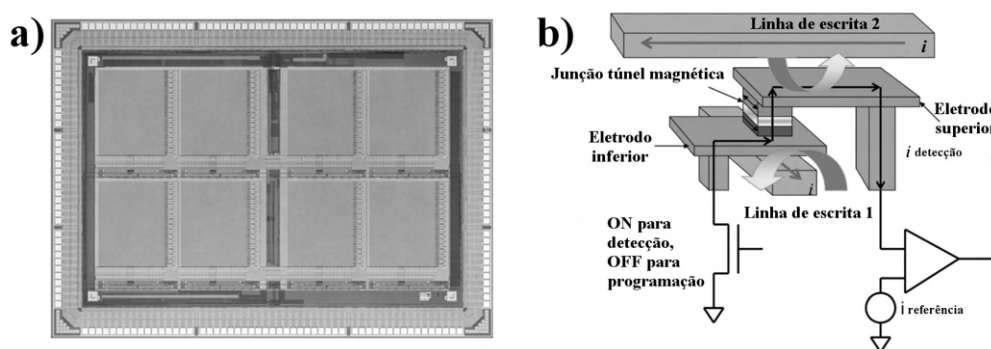 a)
b)
Linha de escrita 2
i
Junção túnel magnética
Eletrodo
superior
Eletrodo
inferior
i detecção
i
Linha de escrita 1
ON para
detecção,
OFF para
programação
i referência